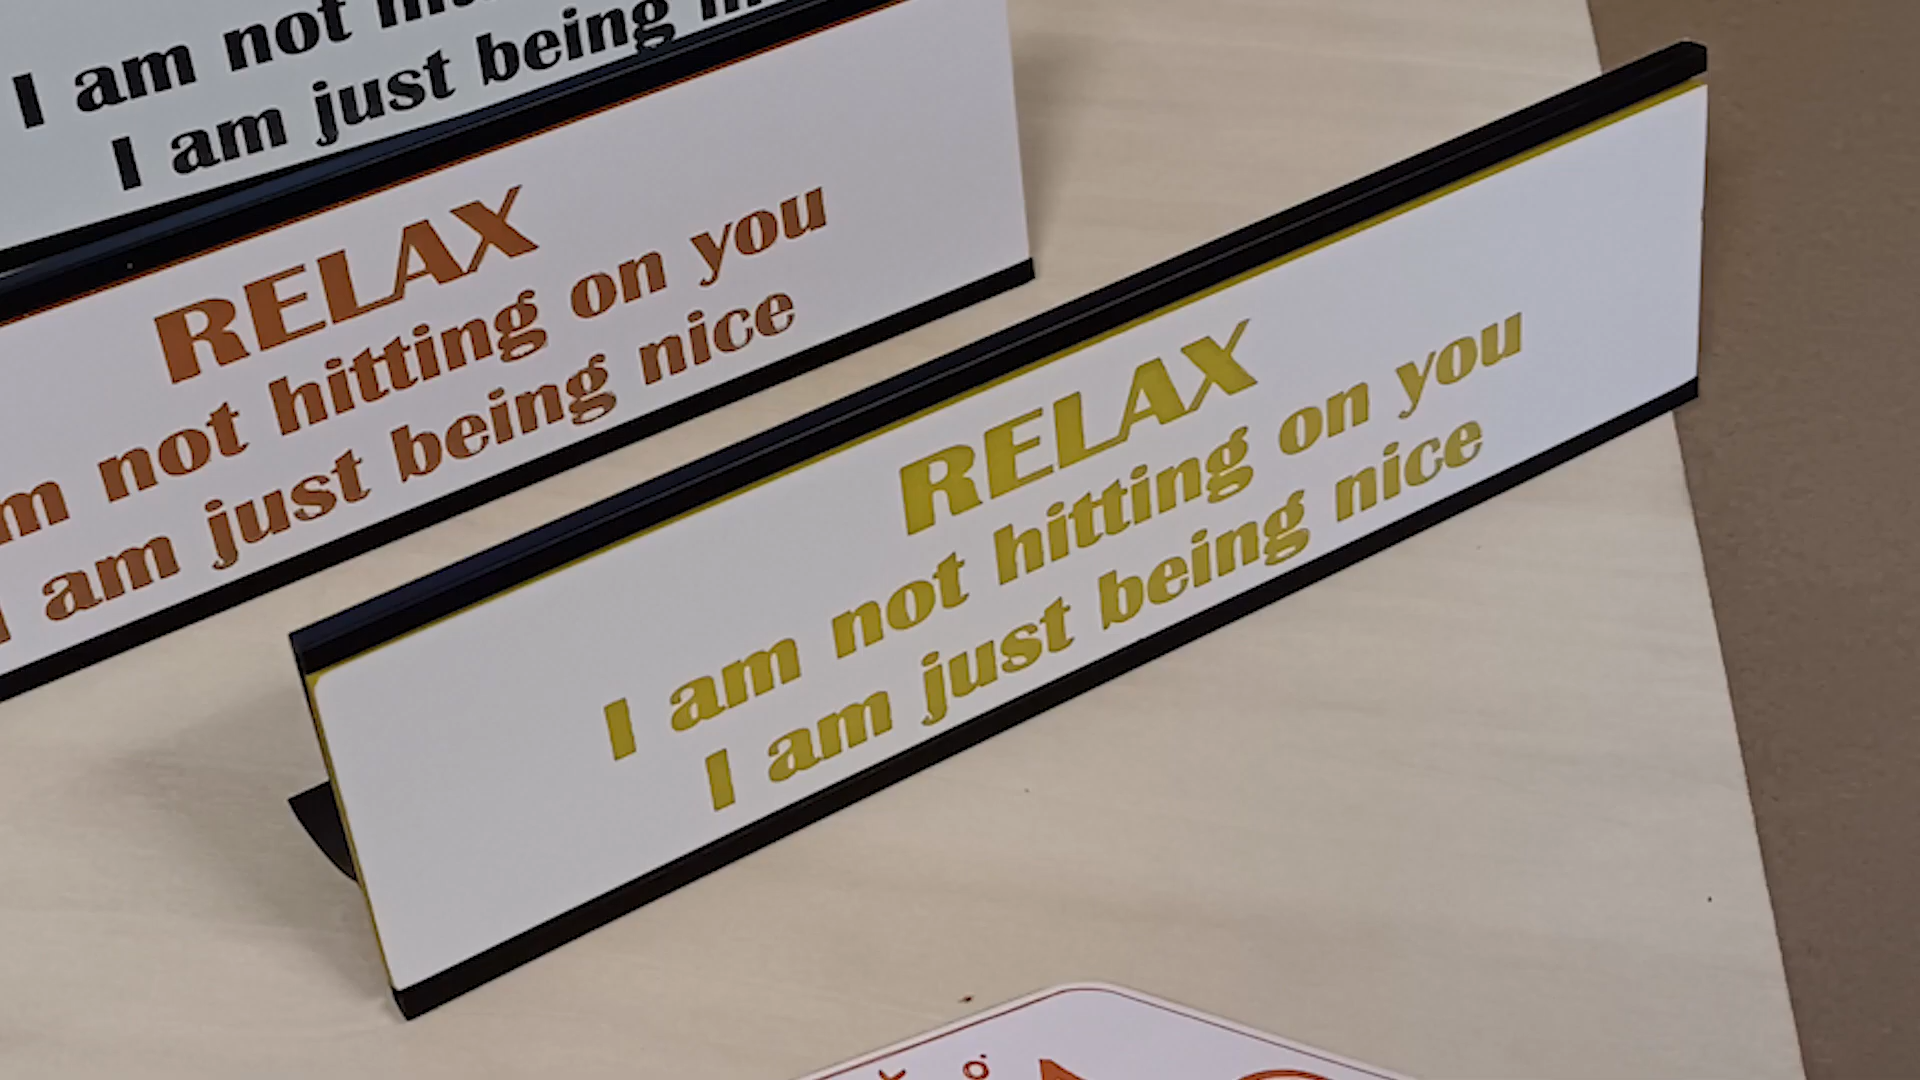 I am not
I am just being
RELAX
not hitting on you
am just being nice
RELAX
I am not hitting on you
I am just being nice